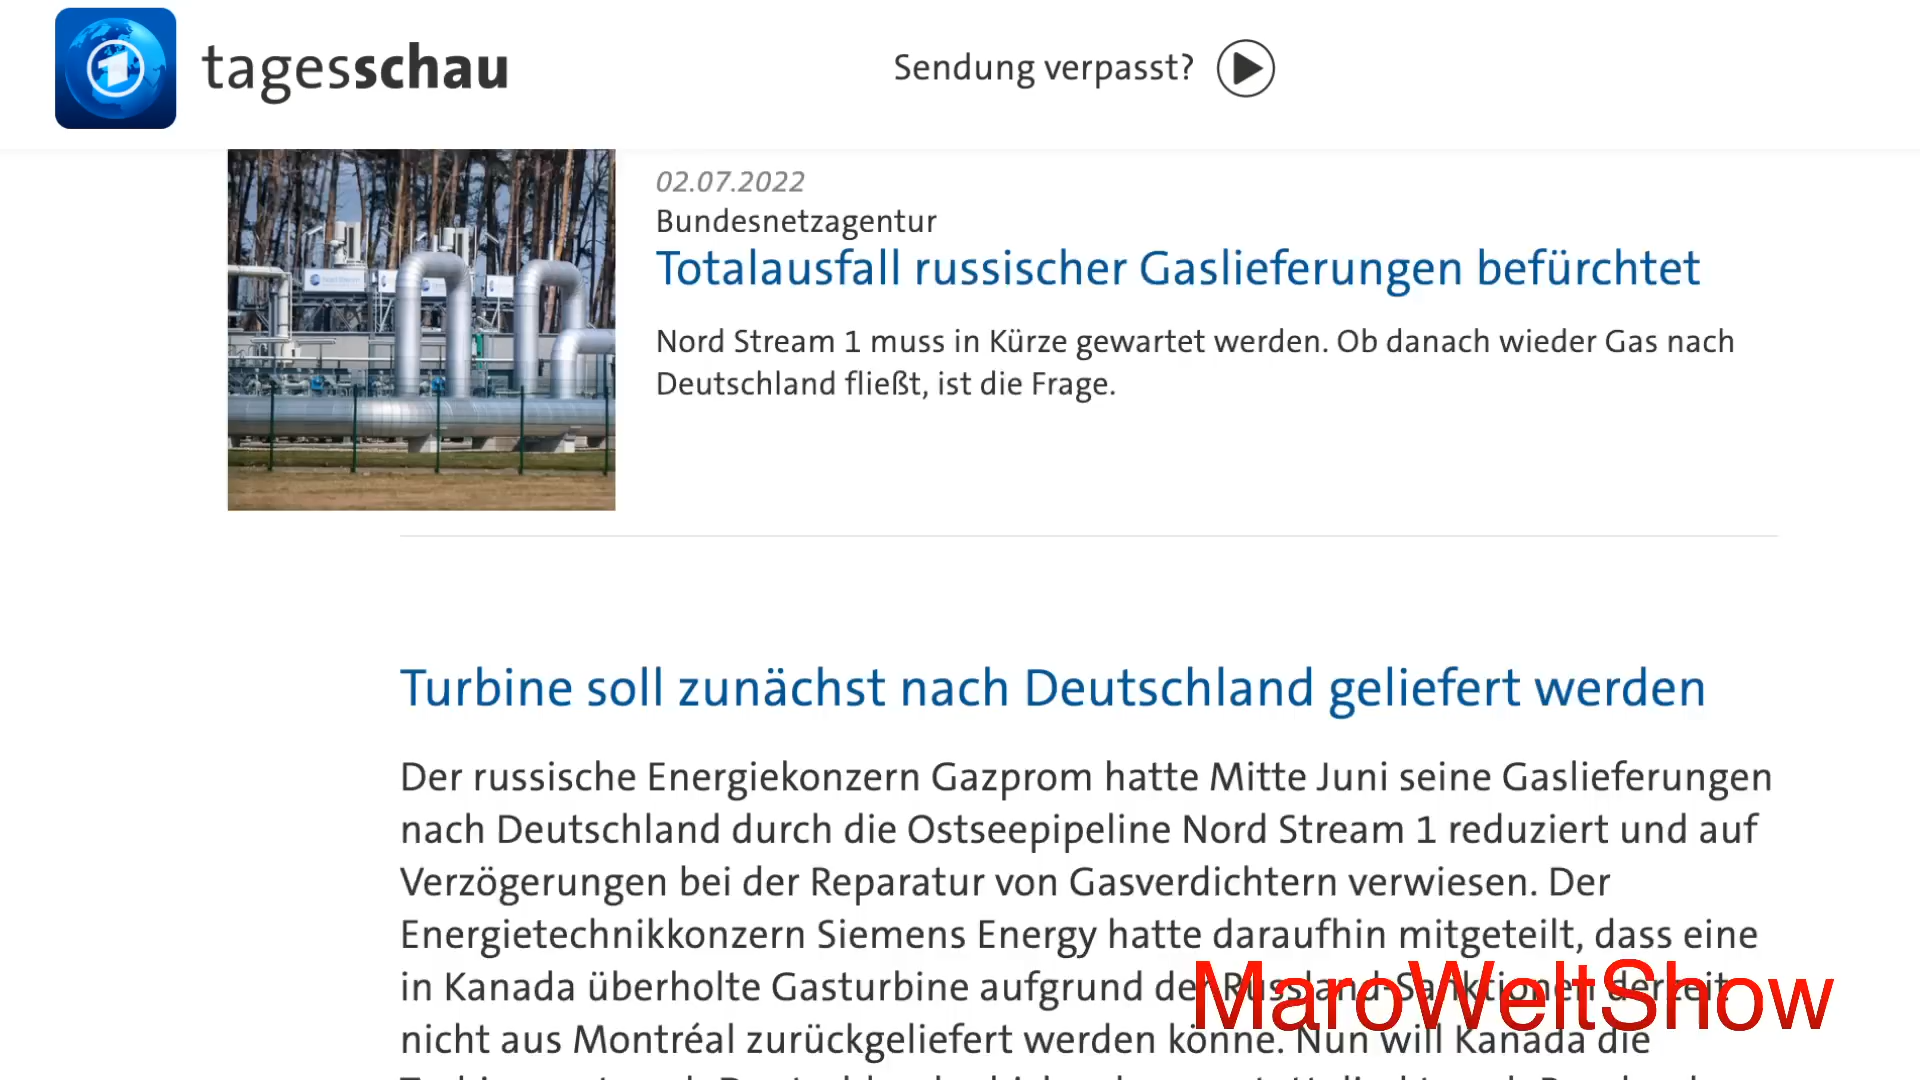 tagesschau
Sendung verpasst?
02.07.2022
Bundesnetzagentur
Totalausfall russischer Gaslieferungen befürchtet
Nord Stream 1 muss in Kürze gewartet werden. Ob danach wieder Gas nach
Deutschland fließt, ist die Frage.
Turbine soll zunächst nach Deutschland geliefert werden
Der russische Energiekonzern Gazprom hatte Mitte Juni seine Gaslieferungen
nach Deutschland durch die Ostseepipeline Nord Stream 1 reduziert und auf
Verzögerungen bei der Reparatur von Gasverdichtern verwiesen. Der
Energietechnikkonzern Siemens Energy hatte daraufhin mitgeteilt, dass eine
in Kanada überholte Gasturbine aufgrund der Russland Sanktionen derzeit
MaroWeltShow
nicht aus Montréal zurückgeliefert werden könne. Nun will Kanada die